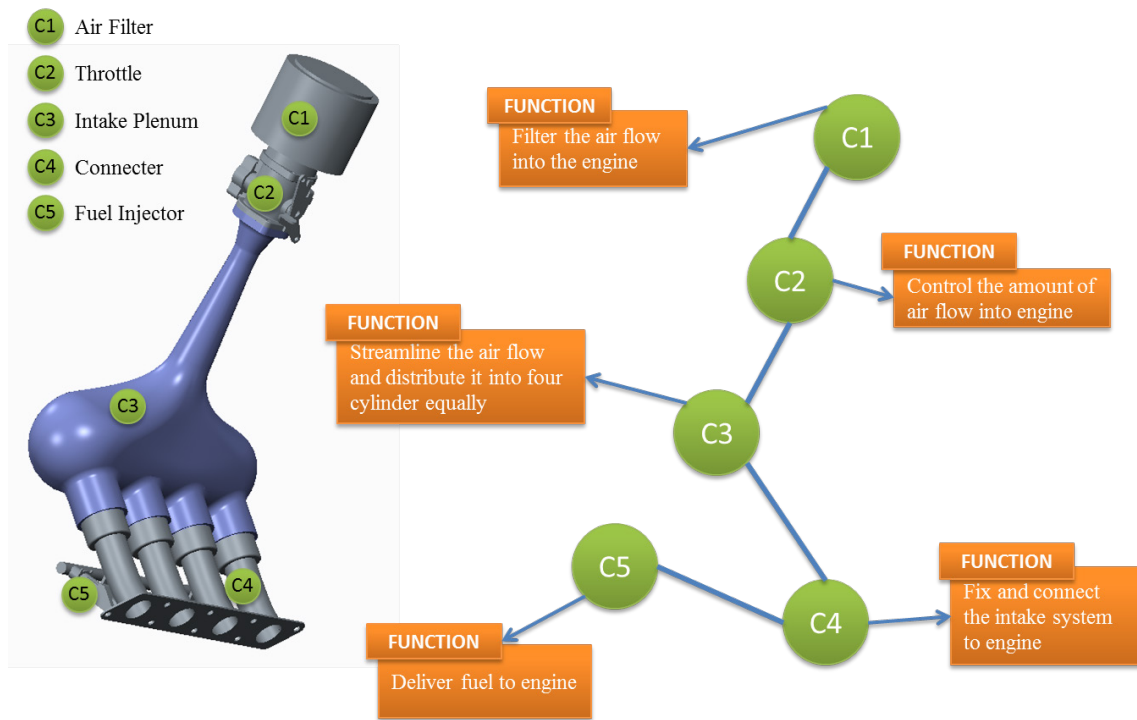 C1 Air Filter
C2 Throttle
C3 Intake Plenum
C4 Connecter
C5 Fuel Injector
C1
C2
C3
C4
C5
FUNCTION
Filter the air flow
into the engine
C1
C2
FUNCTION
Control the amount of
air flow into engine
FUNCTION
Streamline the air flow
and distribute it into four
cylinder equally
C3
C5
C4
FUNCTION
Fix and connect
the intake system
to engine
FUNCTION
Deliver fuel to engine